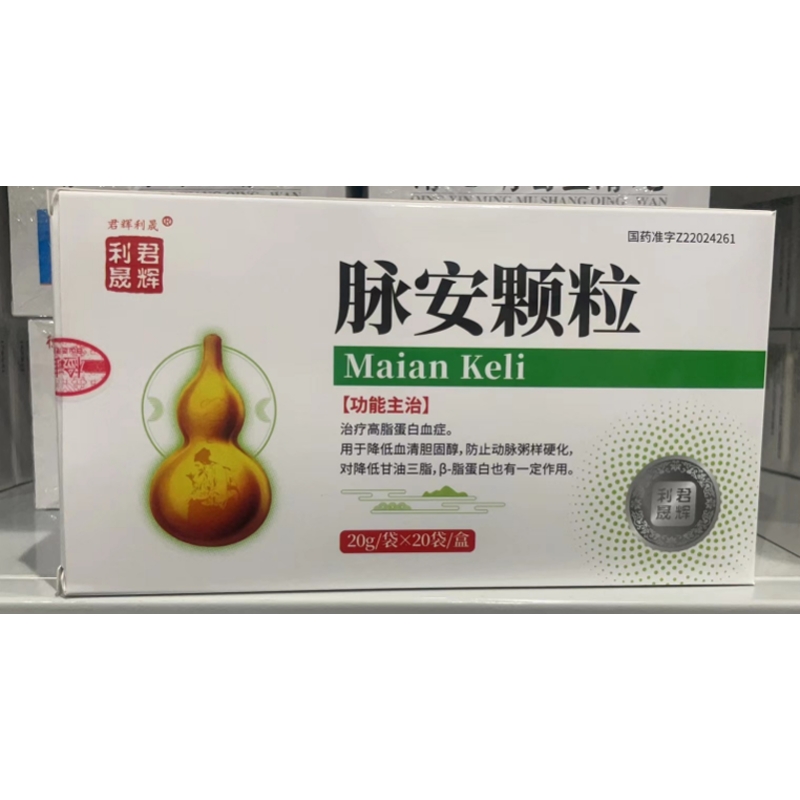 君辉利晟
利君
晟辉
国药准字Z22024261
脉安颗粒
Maian Keli
【功能主治】
治疗高脂蛋白血症。
用于降低血清胆固醇,防止动脉粥样硬化,
对降低甘油三脂,β-脂蛋白也有一定作用。
20g/袋×20袋/盒
利君
晟辉